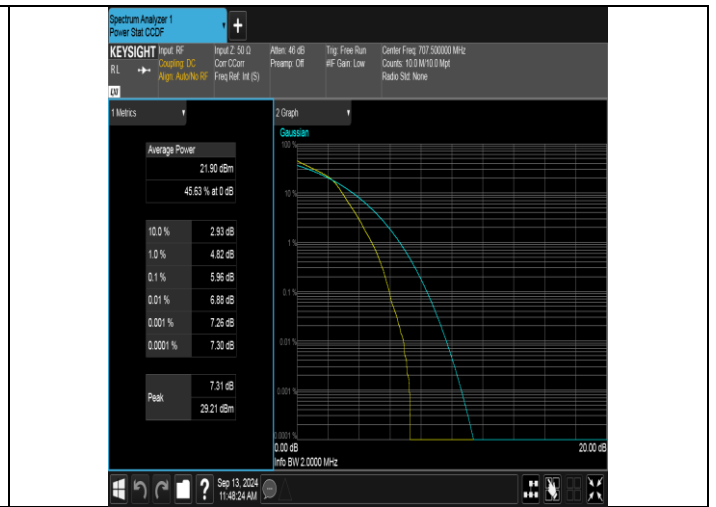 Spectrum Analyzer 1
Power Stat CCDF
+
KEYSIGHT Input: RF Input Z: 50 Ω Atten: 46 dB Trig: Free Run Center Freq: 707.500000 MHz
RL Coupling: DC Corr CCorr Preamp: Off #IF Gain: Low Counts: 10.0 M/10.0 Mpt
Align: Auto/No RF Freq Ref: Int (S) Radio Std: None
LXI
1 Metrics
Average Power
21.90 dBm
45.63 % at 0 dB
10.0 % 2.93 dB
1.0 % 4.82 dB
0.1 % 5.96 dB
0.01 % 6.88 dB
0.001 % 7.26 dB
0.0001 % 7.30 dB
Peak 7.31 dB
29.21 dBm
2 Graph
Gaussian
100 %
10 %
1 %
0.1 %
0.01 %
0.001 %
0.0001 %
0.00 dB 20.00 dB
Info BW 2.0000 MHz
? Sep 13, 2024
11:48:24 AM